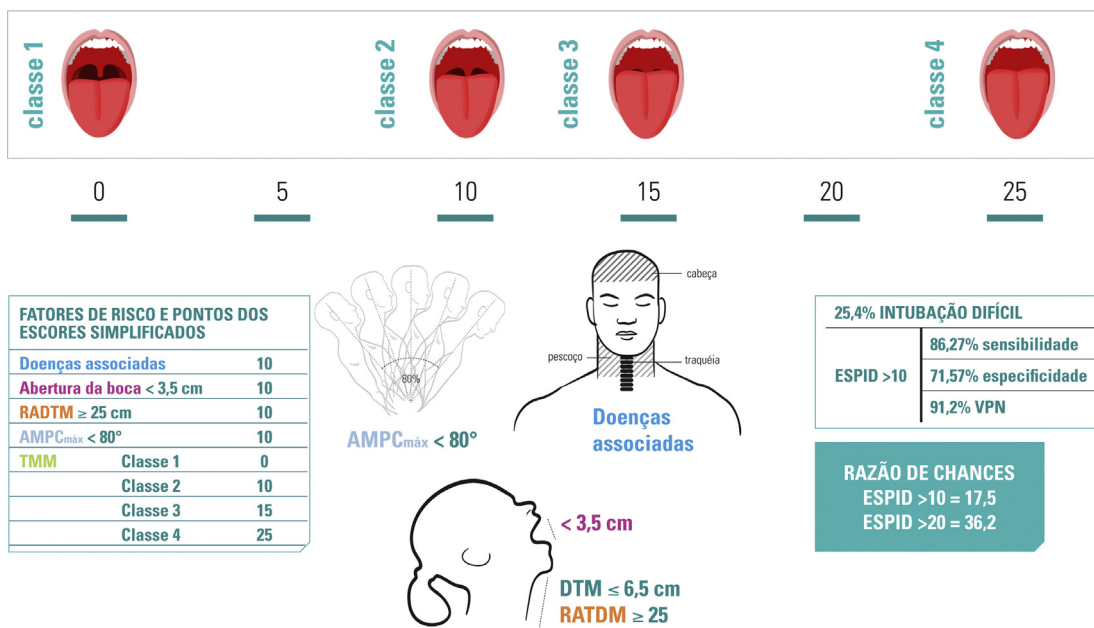 classe 1
classe 2
classe 3
classe 4
0
5
10
15
20
25
FATORES DE RISCO E PONTOS DOS
ESCORES SIMPLIFICADOS
Doenças associadas 10
Abertura da boca < 3,5 cm 10
RADTM ≥ 25 cm 10
AMPCmáx < 80° 10
TMM Classe 1 0
Classe 2 10
Classe 3 15
Classe 4 25
80%
AMPCmáx < 80°
cabeça
pescoço
traquéia
Doenças
associadas
< 3,5 cm
DTM ≤ 6,5 cm
RATDM ≥ 25
25,4% INTUBAÇÃO DIFÍCIL
ESPID >10
86,27% sensibilidade
71,57% especificidade
91,2% VPN
RAZÃO DE CHANCES
ESPID >10 = 17,5
ESPID >20 = 36,2